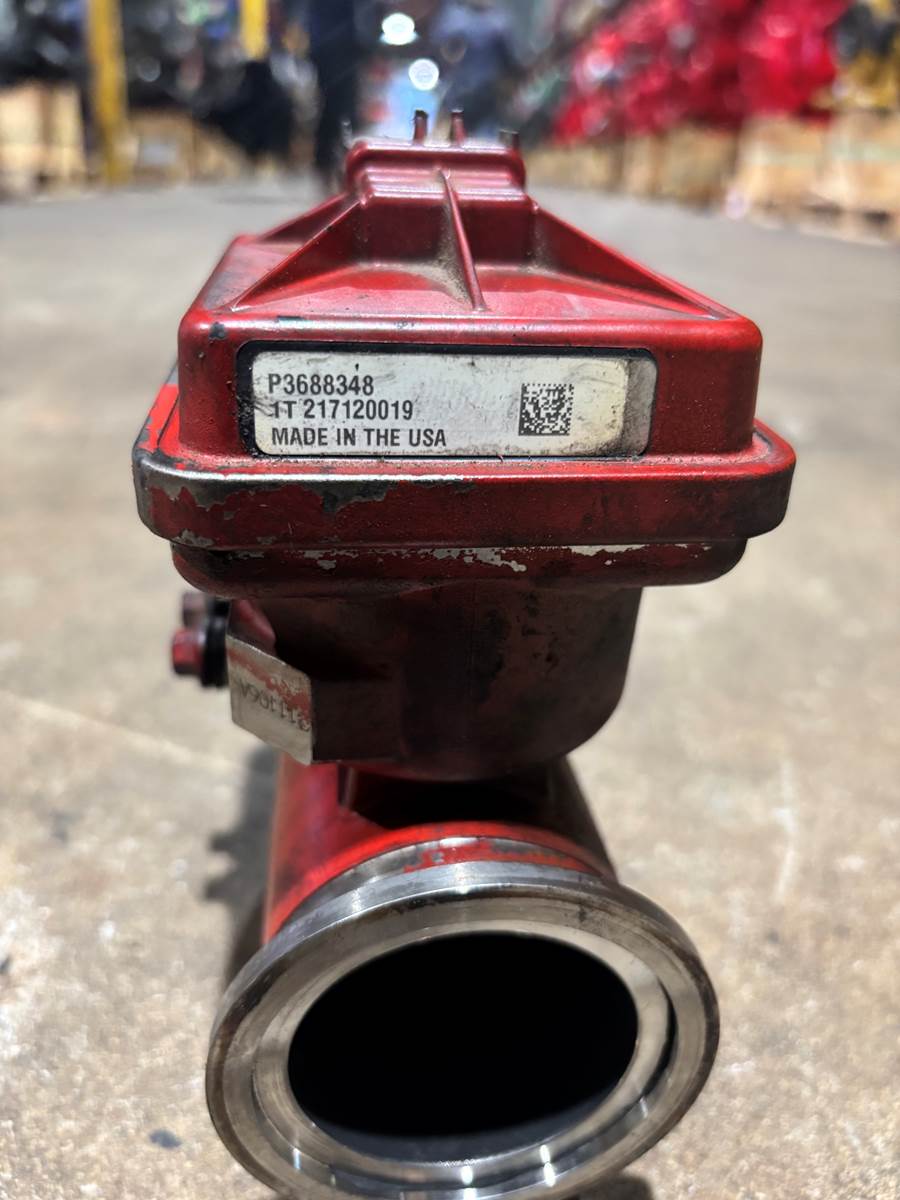 P3688348
1T 217120019
MADE IN THE USA